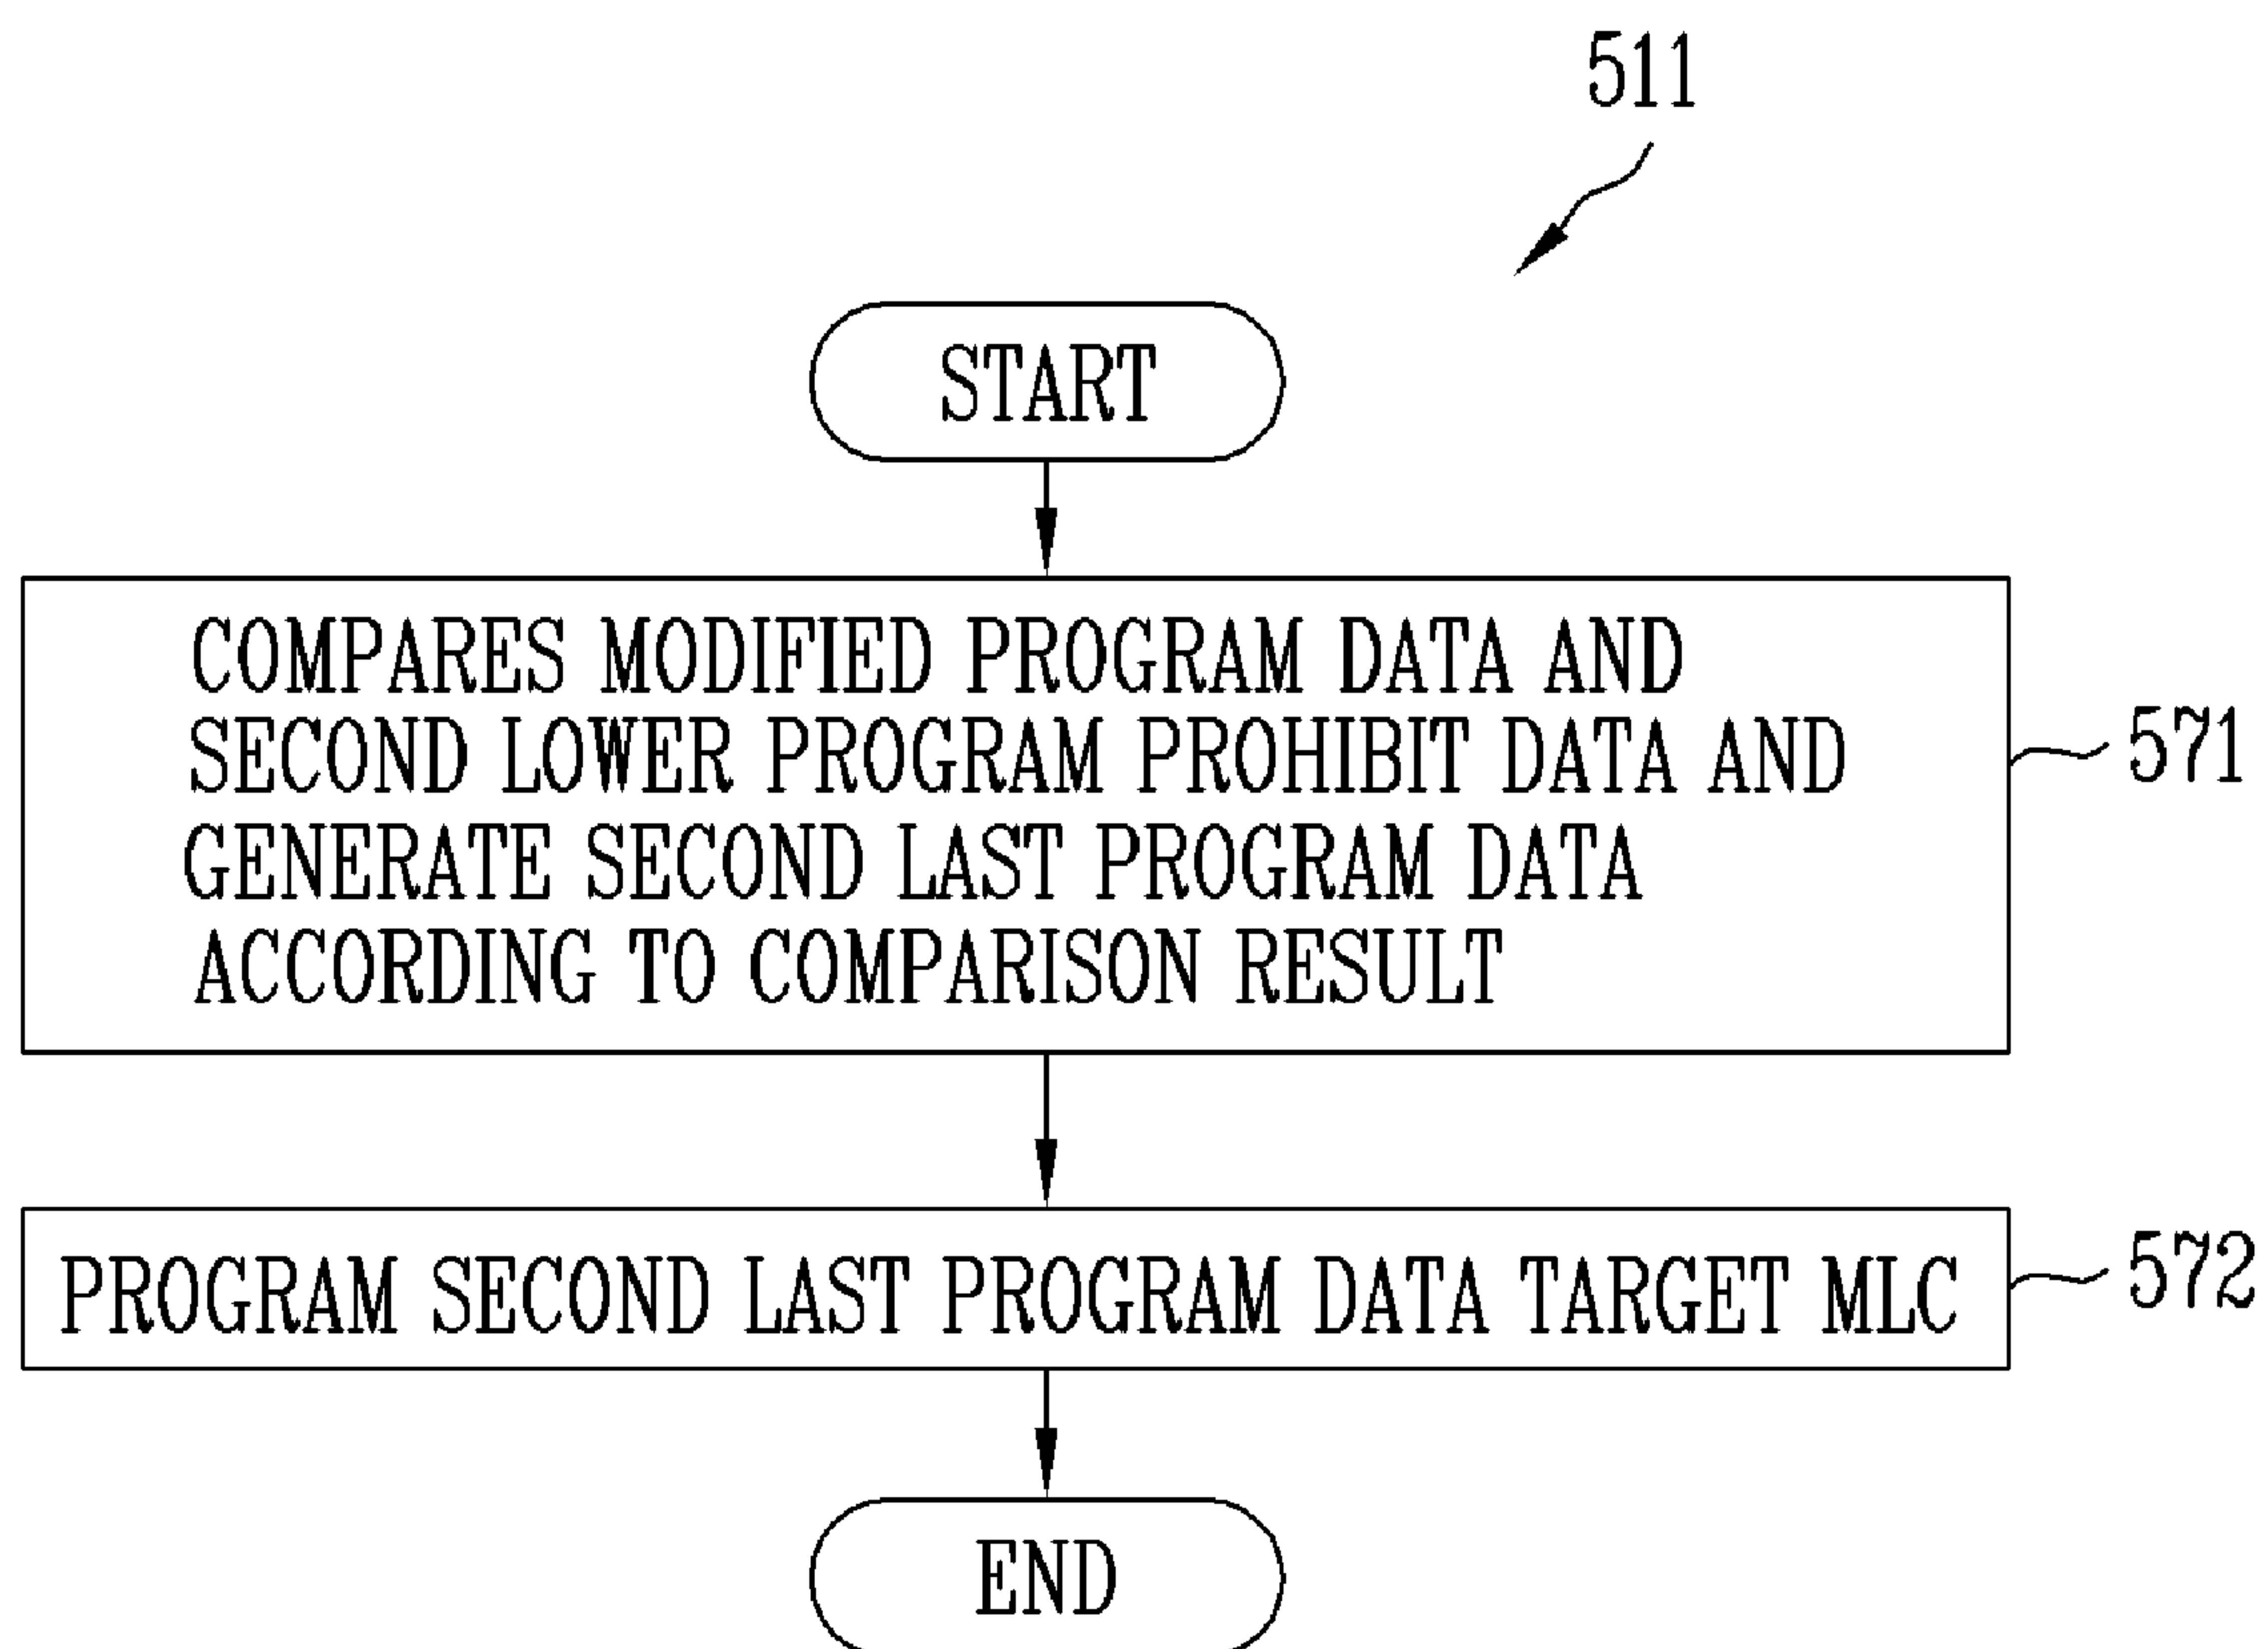 511
START
COMPARES MODIFIED PROGRAM DATA AND
SECOND LOWER PROGRAM PROHIBIT DATA AND
571
GENERATE SECOND LAST PROGRAM DATA
ACCORDING TO COMPARISON RESULT
PROGRAM SECOND LAST PROGRAM DATA TARGET MLC
572
END